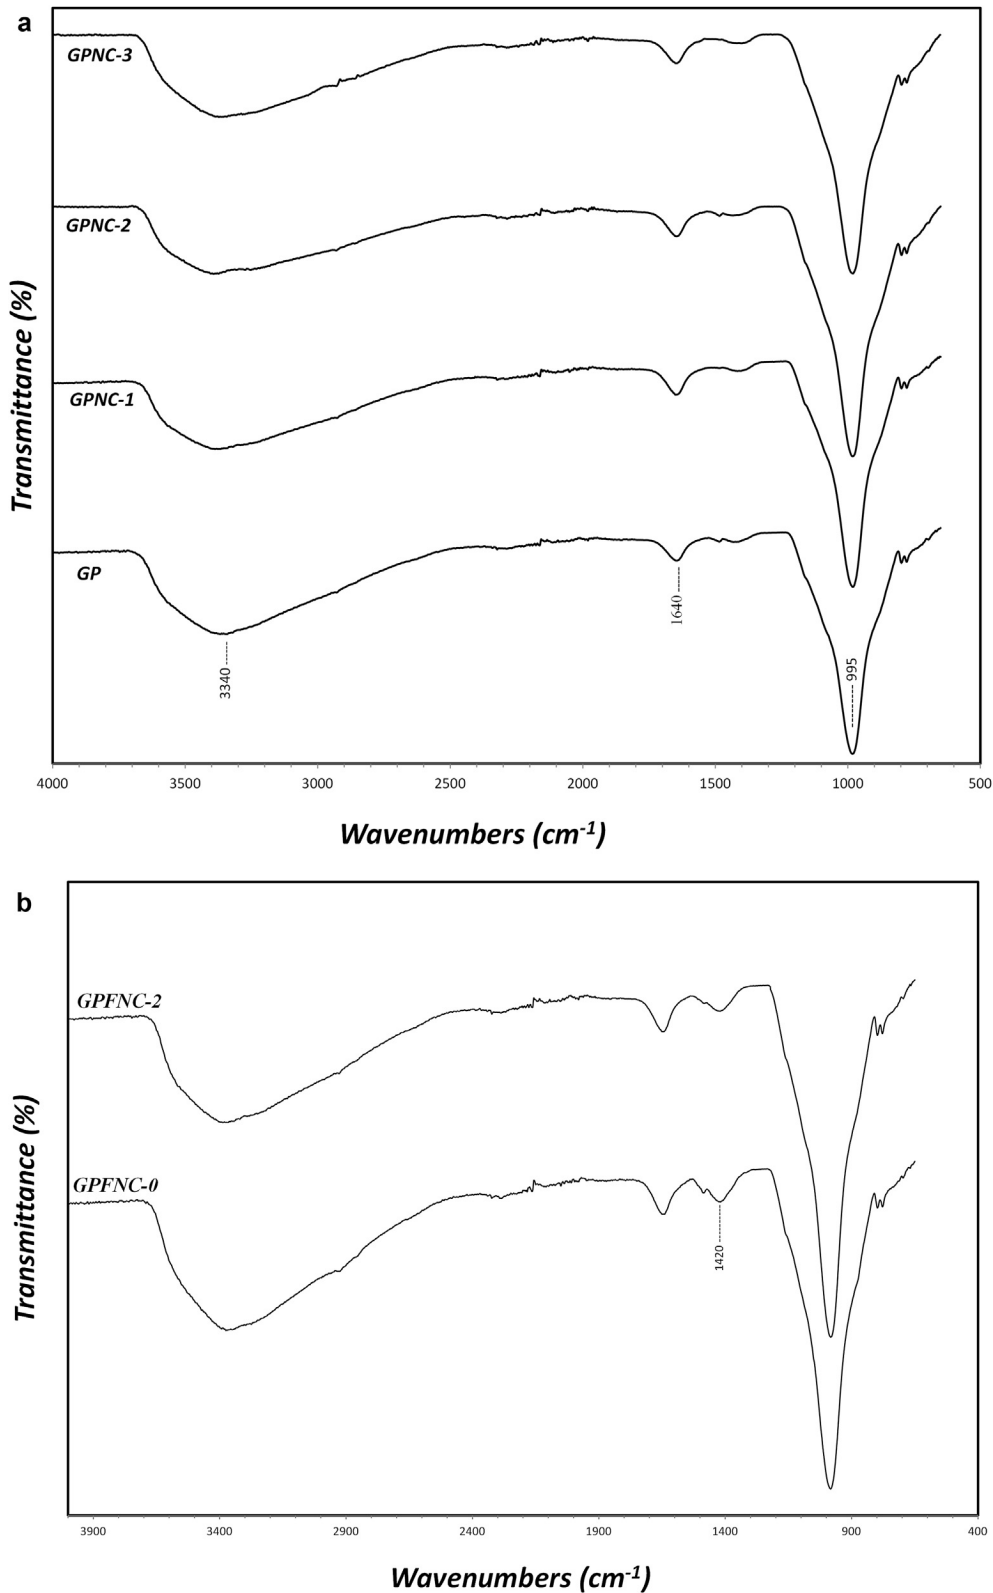 a
GPNC-3
GPNC-2
GPNC-1
GP
3340
1640
995
Transmittance (%)
4000 3500 3000 2500 2000 1500 1000 500
Wavenumbers (cm-1)
b
GPFNC-2
GPFNC-0
1420
Transmittance (%)
3900 3400 2900 2400 1900 1400 900 400
Wavenumbers (cm-1)